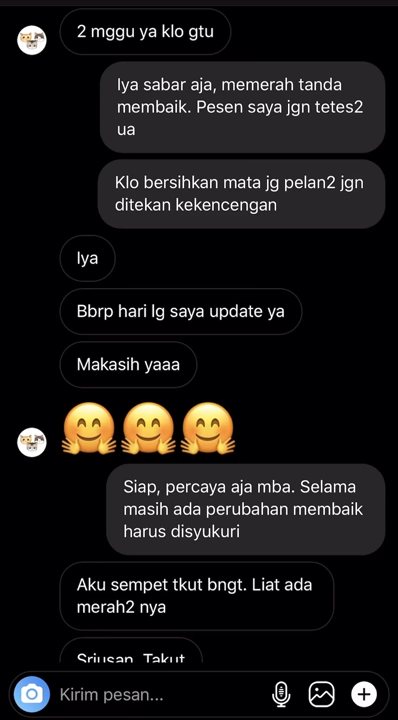 2 mggu ya klo gtu
Iya sabar aja, memerah tanda
membaik. Pesen saya jgn tetes2
ua
Klo bersihkan mata jg pelan2 jgn
ditekan kekencengan
Iya
Bbrp hari lg saya update ya
Makasih yaaa
Siap, percaya aja mba. Selama
masih ada perubahan membaik
harus disyukuri
Aku sempet tkut bngt. Liat ada
merah2 nya
Sriusan. Takut
Kirim pesan...